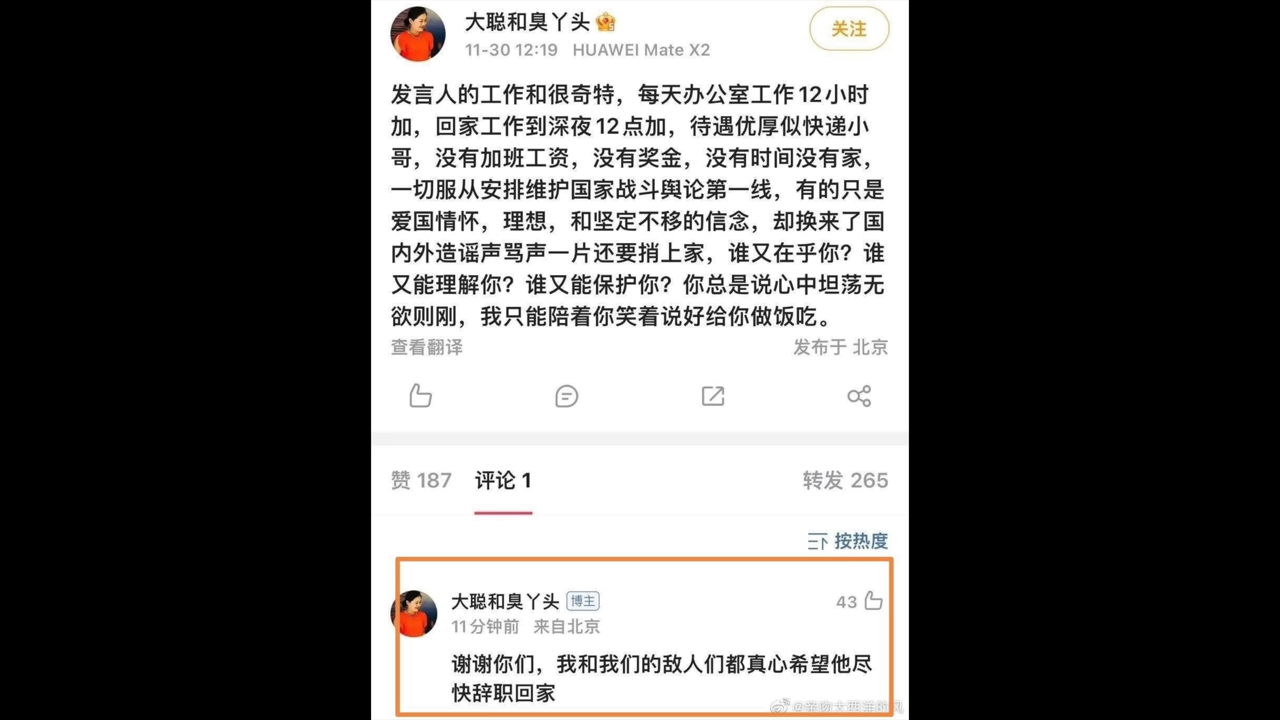 大聪和臭丫头
关注
11-30 12:19 HUAWEI Mate X2
发言人的工作和很奇特，每天办公室工作12小时
加，回家工作到深夜12点加，待遇优厚似快递小
哥，没有加班工资，没有奖金，没有时间没有家，
一切服从安排维护国家战斗舆论第一线，有的只是
爱国情怀，理想，和坚定不移的信念，却换来了国
内外造谣声骂声一片还要捎上家，谁又在乎你？谁
又能理解你？谁又能保护你？你总是说心中坦荡无
欲则刚，我只能陪着你笑着说好给你做饭吃。
查看翻译 发布于 北京
赞 187 评论 1 转发 265
按热度
大聪和臭丫头 博主
43
11分钟前 来自北京
谢谢你们，我和我们的敌人们都真心希望他尽
快辞职回家